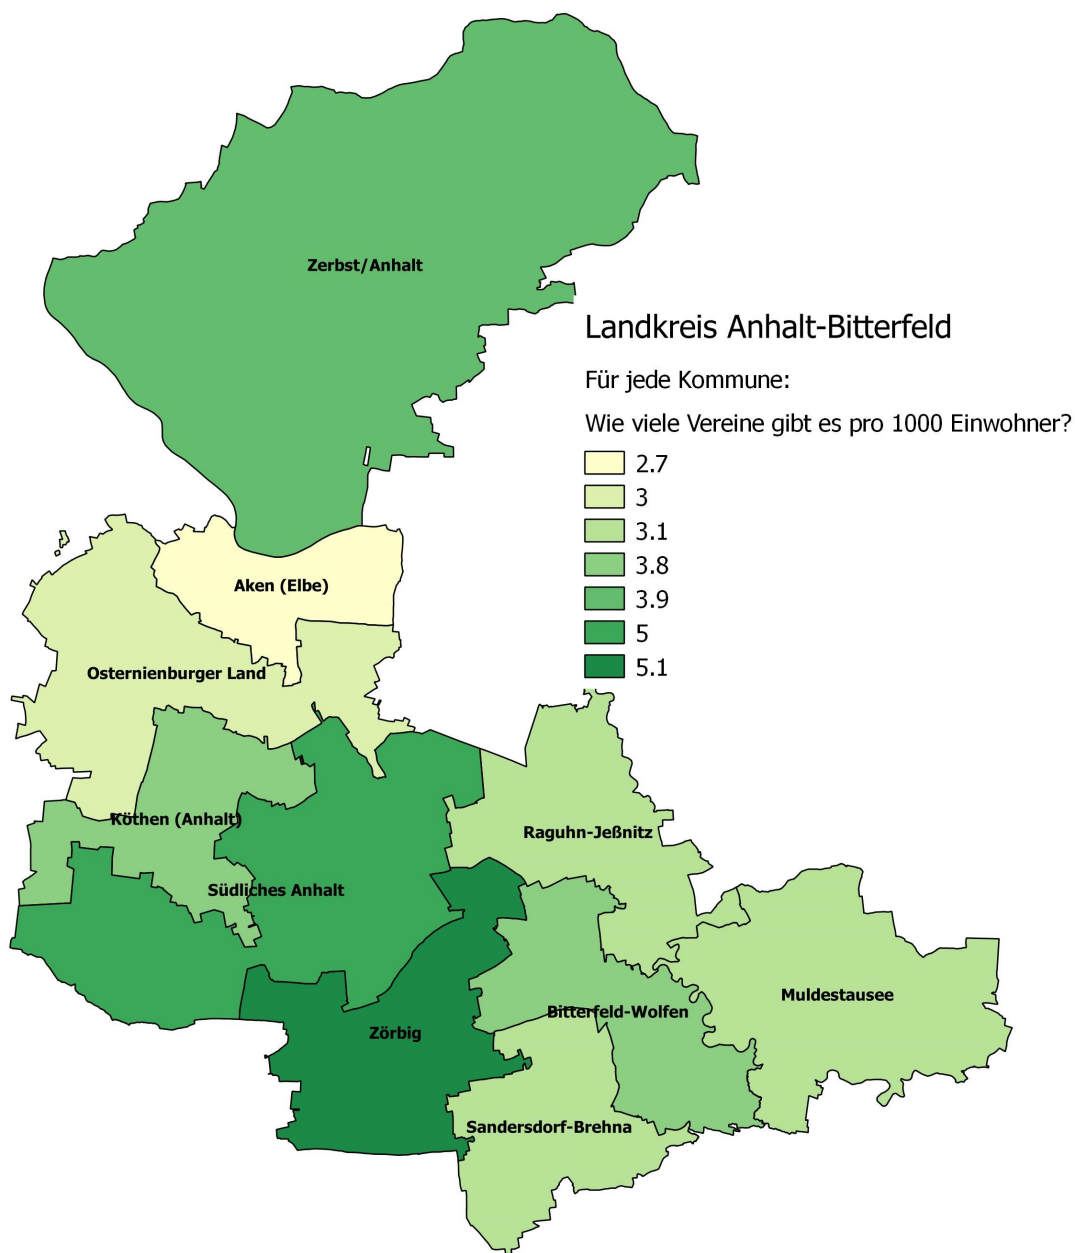 Zerbst/Anhalt
Landkreis Anhalt-Bitterfeld
Für jede Kommune:
Wie viele Vereine gibt es pro 1000 Einwohner?
2.7
3
3.1
3.8
3.9
5
5.1
Aken (Elbe)
Osternienburger Land
Köthen (Anhalt)
Raguhn-Jeßnitz
Südliches Anhalt
Muldestausee
Bitterfeld-Wolfen
Zörbig
Sandersdorf-Brehna